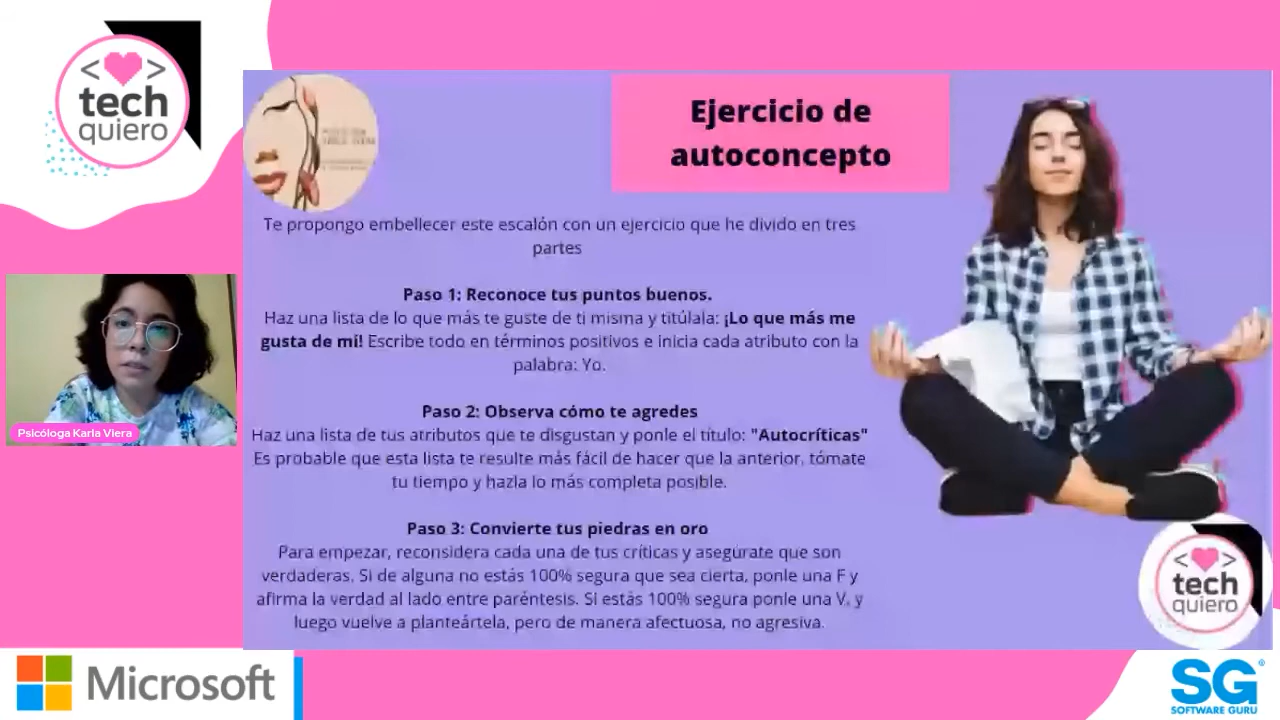 <tech
quiero
Ejercicio de
autoconcepto
Te propongo embellecer este escalón con un ejercicio que he divido en tres
partes
Paso 1: Reconoce tus puntos buenos.
Haz una lista de lo que más te guste de ti misma y titúlala: ¡Lo que más me
gusta de mí! Escribe todo en términos positivos e inicia cada atributo con la
palabra: Yo.
Paso 2: Observa cómo te agredes
Haz una lista de tus atributos que te disgustan y ponle el título: "Autocríticas"
Es probable que esta lista te resulte más fácil de hacer que la anterior, tómate
tu tiempo y hazla lo más completa posible.
Paso 3: Convierte tus piedras en oro
Para empezar, reconsidera cada una de tus críticas y asegúrate que son
verdaderas. Si de alguna no estás 100% segura que sea cierta, ponle una F y
afirma la verdad al lado entre paréntesis. Si estás 100% segura ponle una V, y
luego vuelve a planteártela, pero de manera afectuosa, no agresiva.
Psicóloga Karla Viera
tech
quiero
Microsoft
SG
SOFTWARE GURU